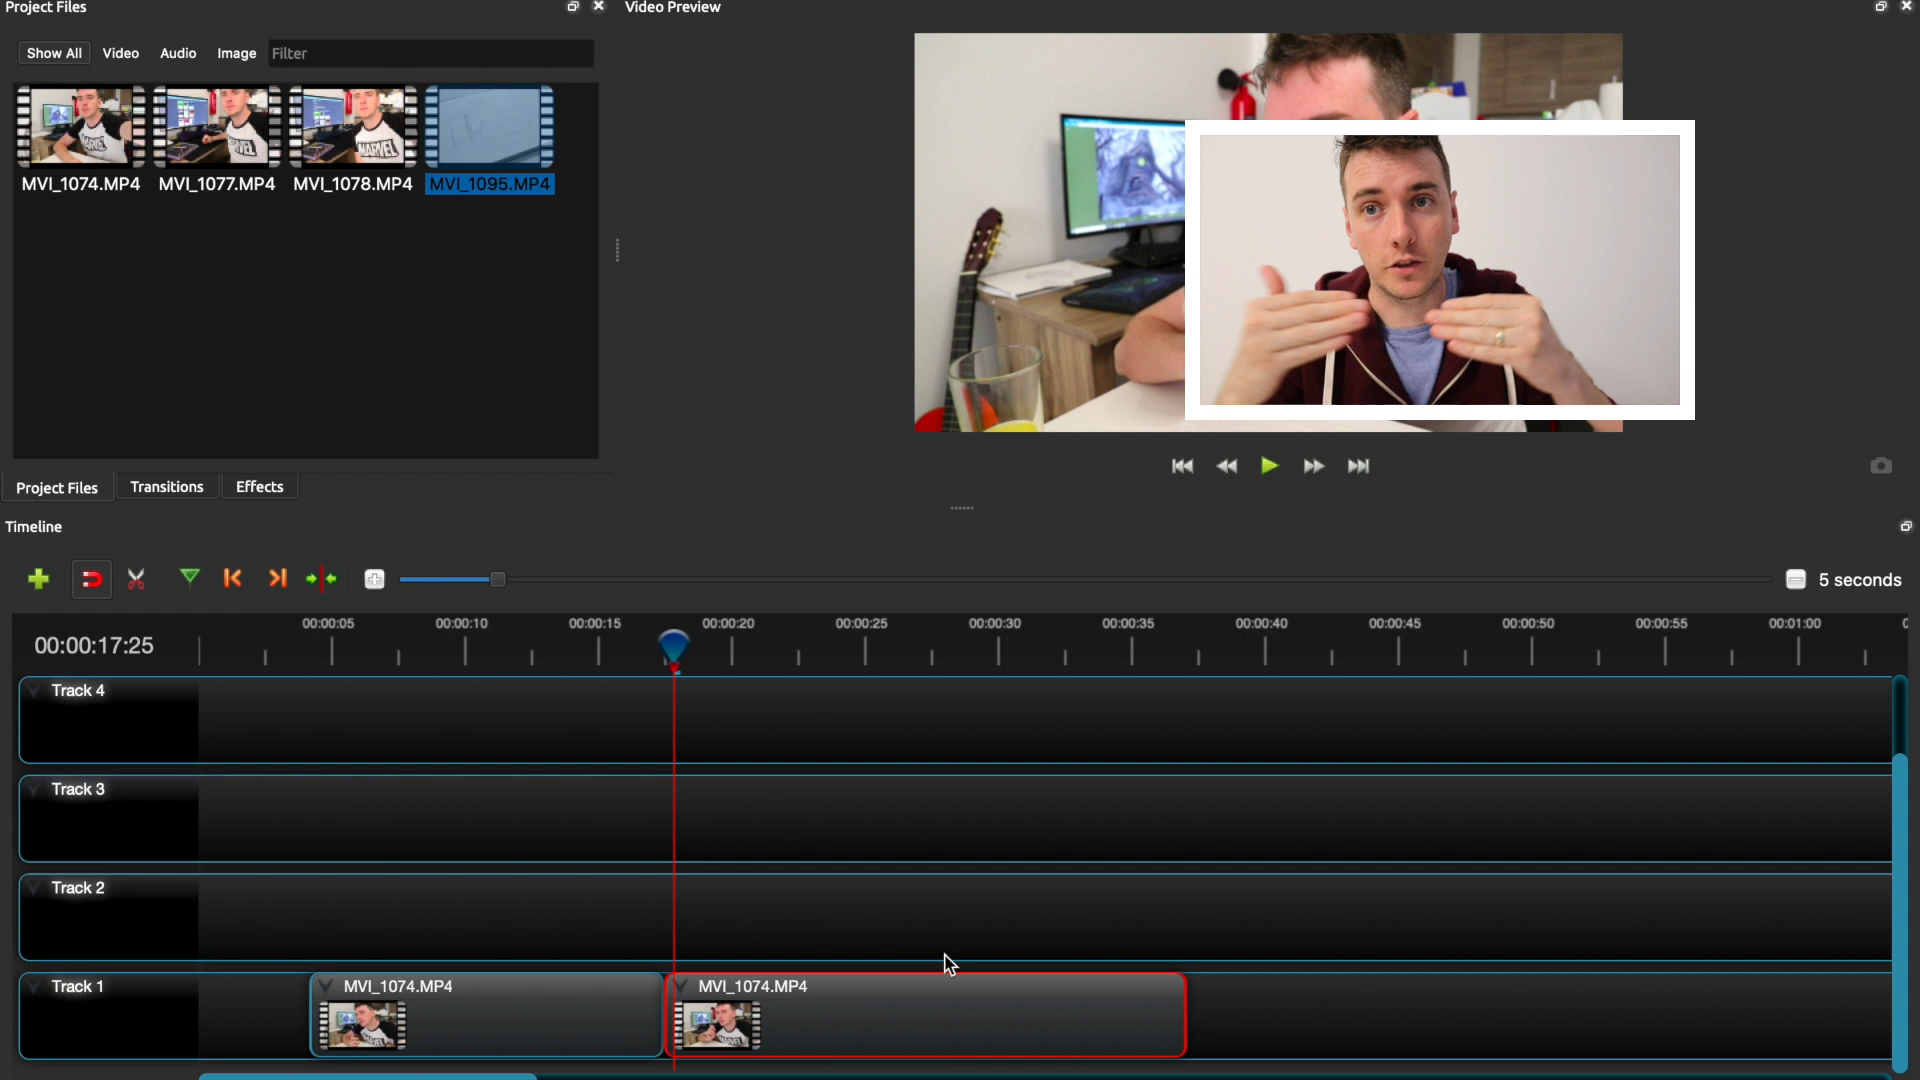 Project Files
Video Preview
Show All
Video
Audio
Image
Filter
MARVEL
MVI_1074.MP4
MVI_1077.MP4
MVI_1078.MP4
MVI_1095.MP4
Project Files
Transitions
Effects
Timeline
5 seconds
00:00:17:25
00:00:05
00:00:10
00:00:15
00:00:20
00:00:25
00:00:30
00:00:35
00:00:40
00:00:45
00:00:50
00:00:55
00:01:00
Track 4
Track 3
Track 2
Track 1
MVI_1074.MP4
MVI_1074.MP4